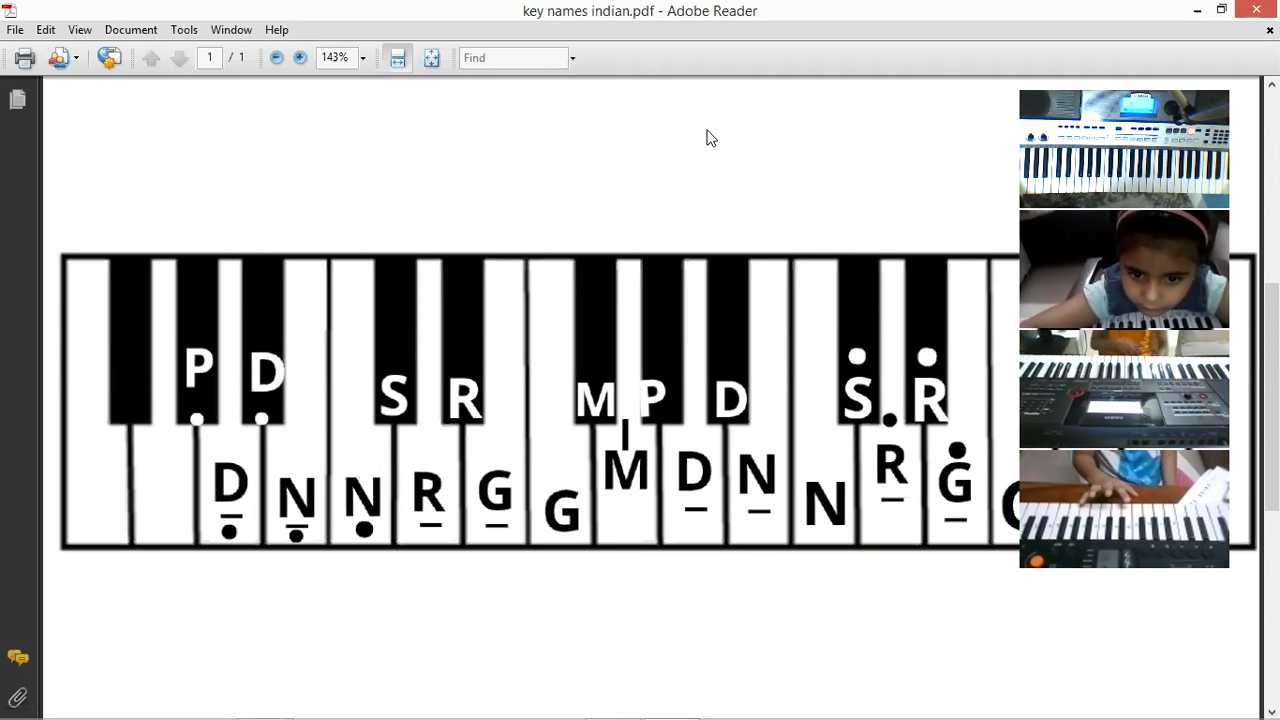 key names indian.pdf - Adobe Reader
File Edit View Document Tools Window Help
1 / 1 143% Find
P D S R M P D S R
D N N R G G M D N N R G